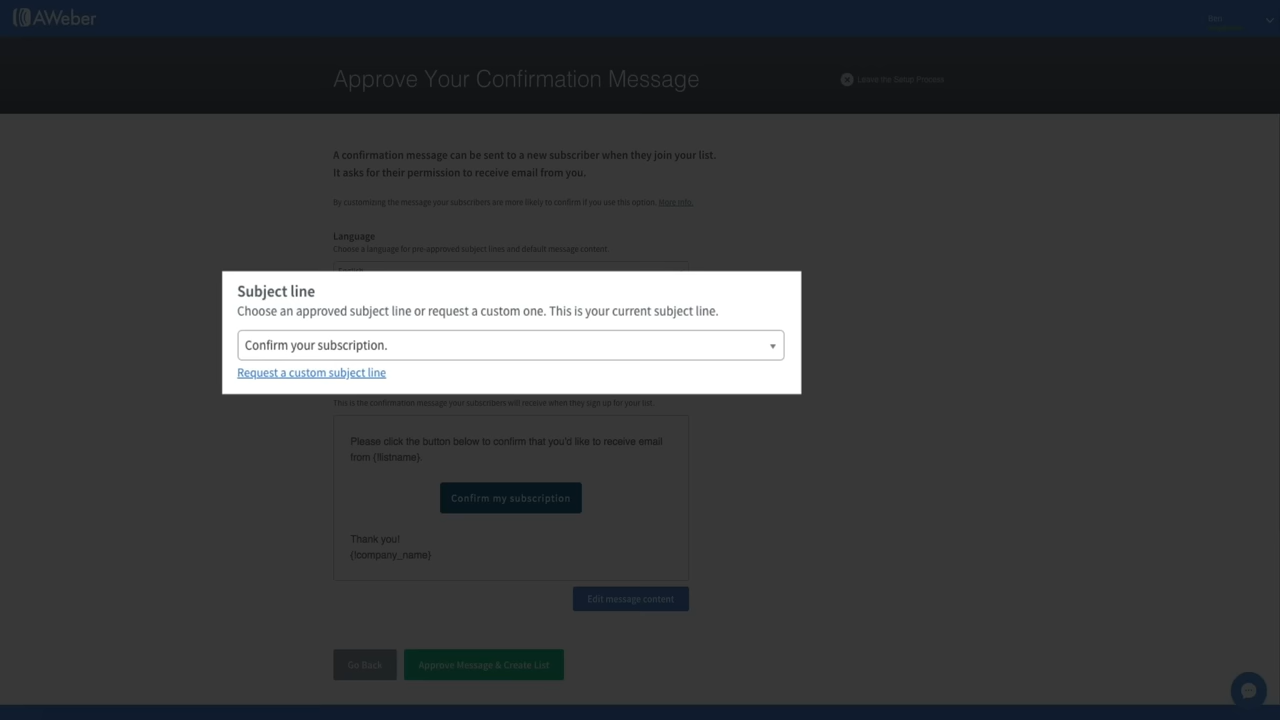 AWeber
Ben
Approve Your Confirmation Message
Leave the Setup Process
A confirmation message can be sent to a new subscriber when they join your list.
It asks for their permission to receive email from you.
By customizing the message your subscribers are more likely to confirm if you use this option. More info.
Language
Choose a language for pre-approved subject lines and default message content.
Subject line
Choose an approved subject line or request a custom one. This is your current subject line.
Confirm your subscription.
Request a custom subject line
This is the confirmation message your subscribers will receive when they sign up for your list.
Please click the button below to confirm that you'd like to receive email
from {!listname}.
Confirm my subscription
Thank you!
{!company_name}
Edit message content
Go Back
Approve Message & Create List